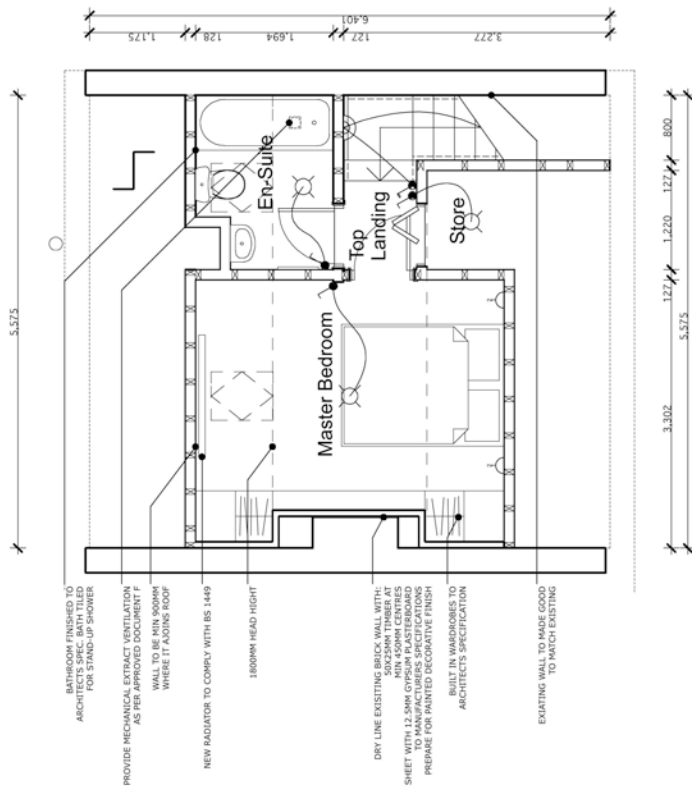 6,401
1,175
128
1,694
127
3,277
5,575
800
127
1,220
127
3,302
5,575
En-Suite
Top
Landing
Store
Master Bedroom
BATHROOM FINISHED TO
ARCHITECTS SPEC. BATH TILED
FOR STAND-UP SHOWER
PROVIDE MECHANICAL EXTRACT VENTILATION
AS PER APPROVED DOCUMENT F
WALL TO BE MIN 900MM
WHERE IT AJOINS ROOF
NEW RADIATOR TO COMPLY WITH BS 1449
1800MM HEAD HIGHT
DRY LINE EXISITING BRICK WALL WITH:
50X25MM TIMBER AT
MIN 450MM CENTRES
SHEET WITH 12.5MM GYPSUM PLASTERBOARD
TO MANUFACTURERS SPECIFICATIONS
PREPARE FOR PAINTED DECORATIVE FINISH
BUILT IN WARDROBES TO
ARCHITECTS SPECIFICATION
EXIATING WALL TO MADE GOOD
TO MATCH EXISTING